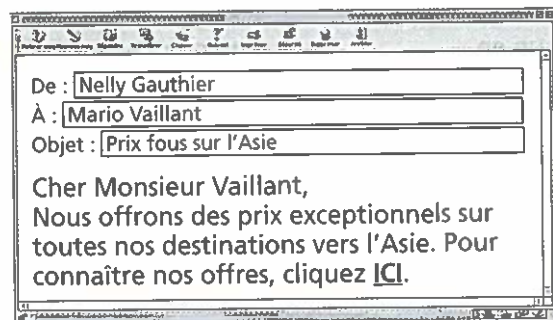 De : Nelly Gauthier
À : Mario Vaillant
Objet : Prix fous sur l'Asie
Cher Monsieur Vaillant,
Nous offrons des prix exceptionnels sur
toutes nos destinations vers l'Asie. Pour
connaître nos offres, cliquez ICI.